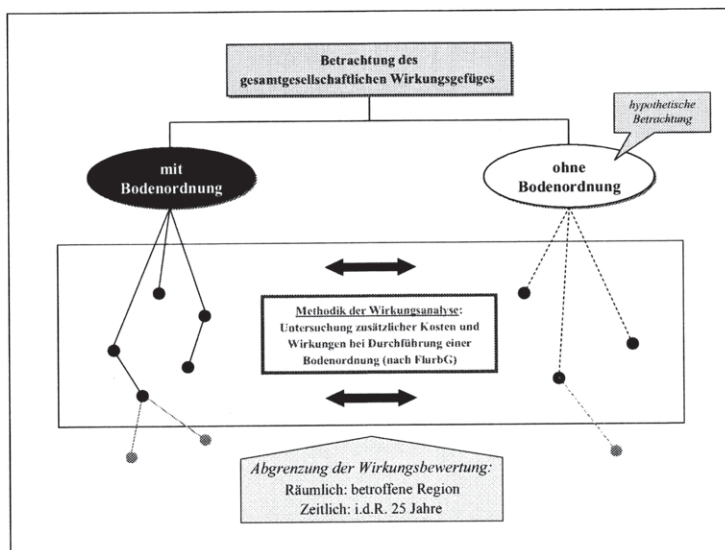 Betrachtung des
gesamtgesellschaftlichen Wirkungsgefüges
hypothetische
Betrachtung
mit
Bodenordnung
ohne
Bodenordnung
Methodik der Wirkungsanalyse:
Untersuchung zusätzlicher Kosten und
Wirkungen bei Durchführung einer
Bodenordnung (nach FlurbG)
Abgrenzung der Wirkungsbewertung:
Räumlich: betroffene Region
Zeitlich: i.d.R. 25 Jahre